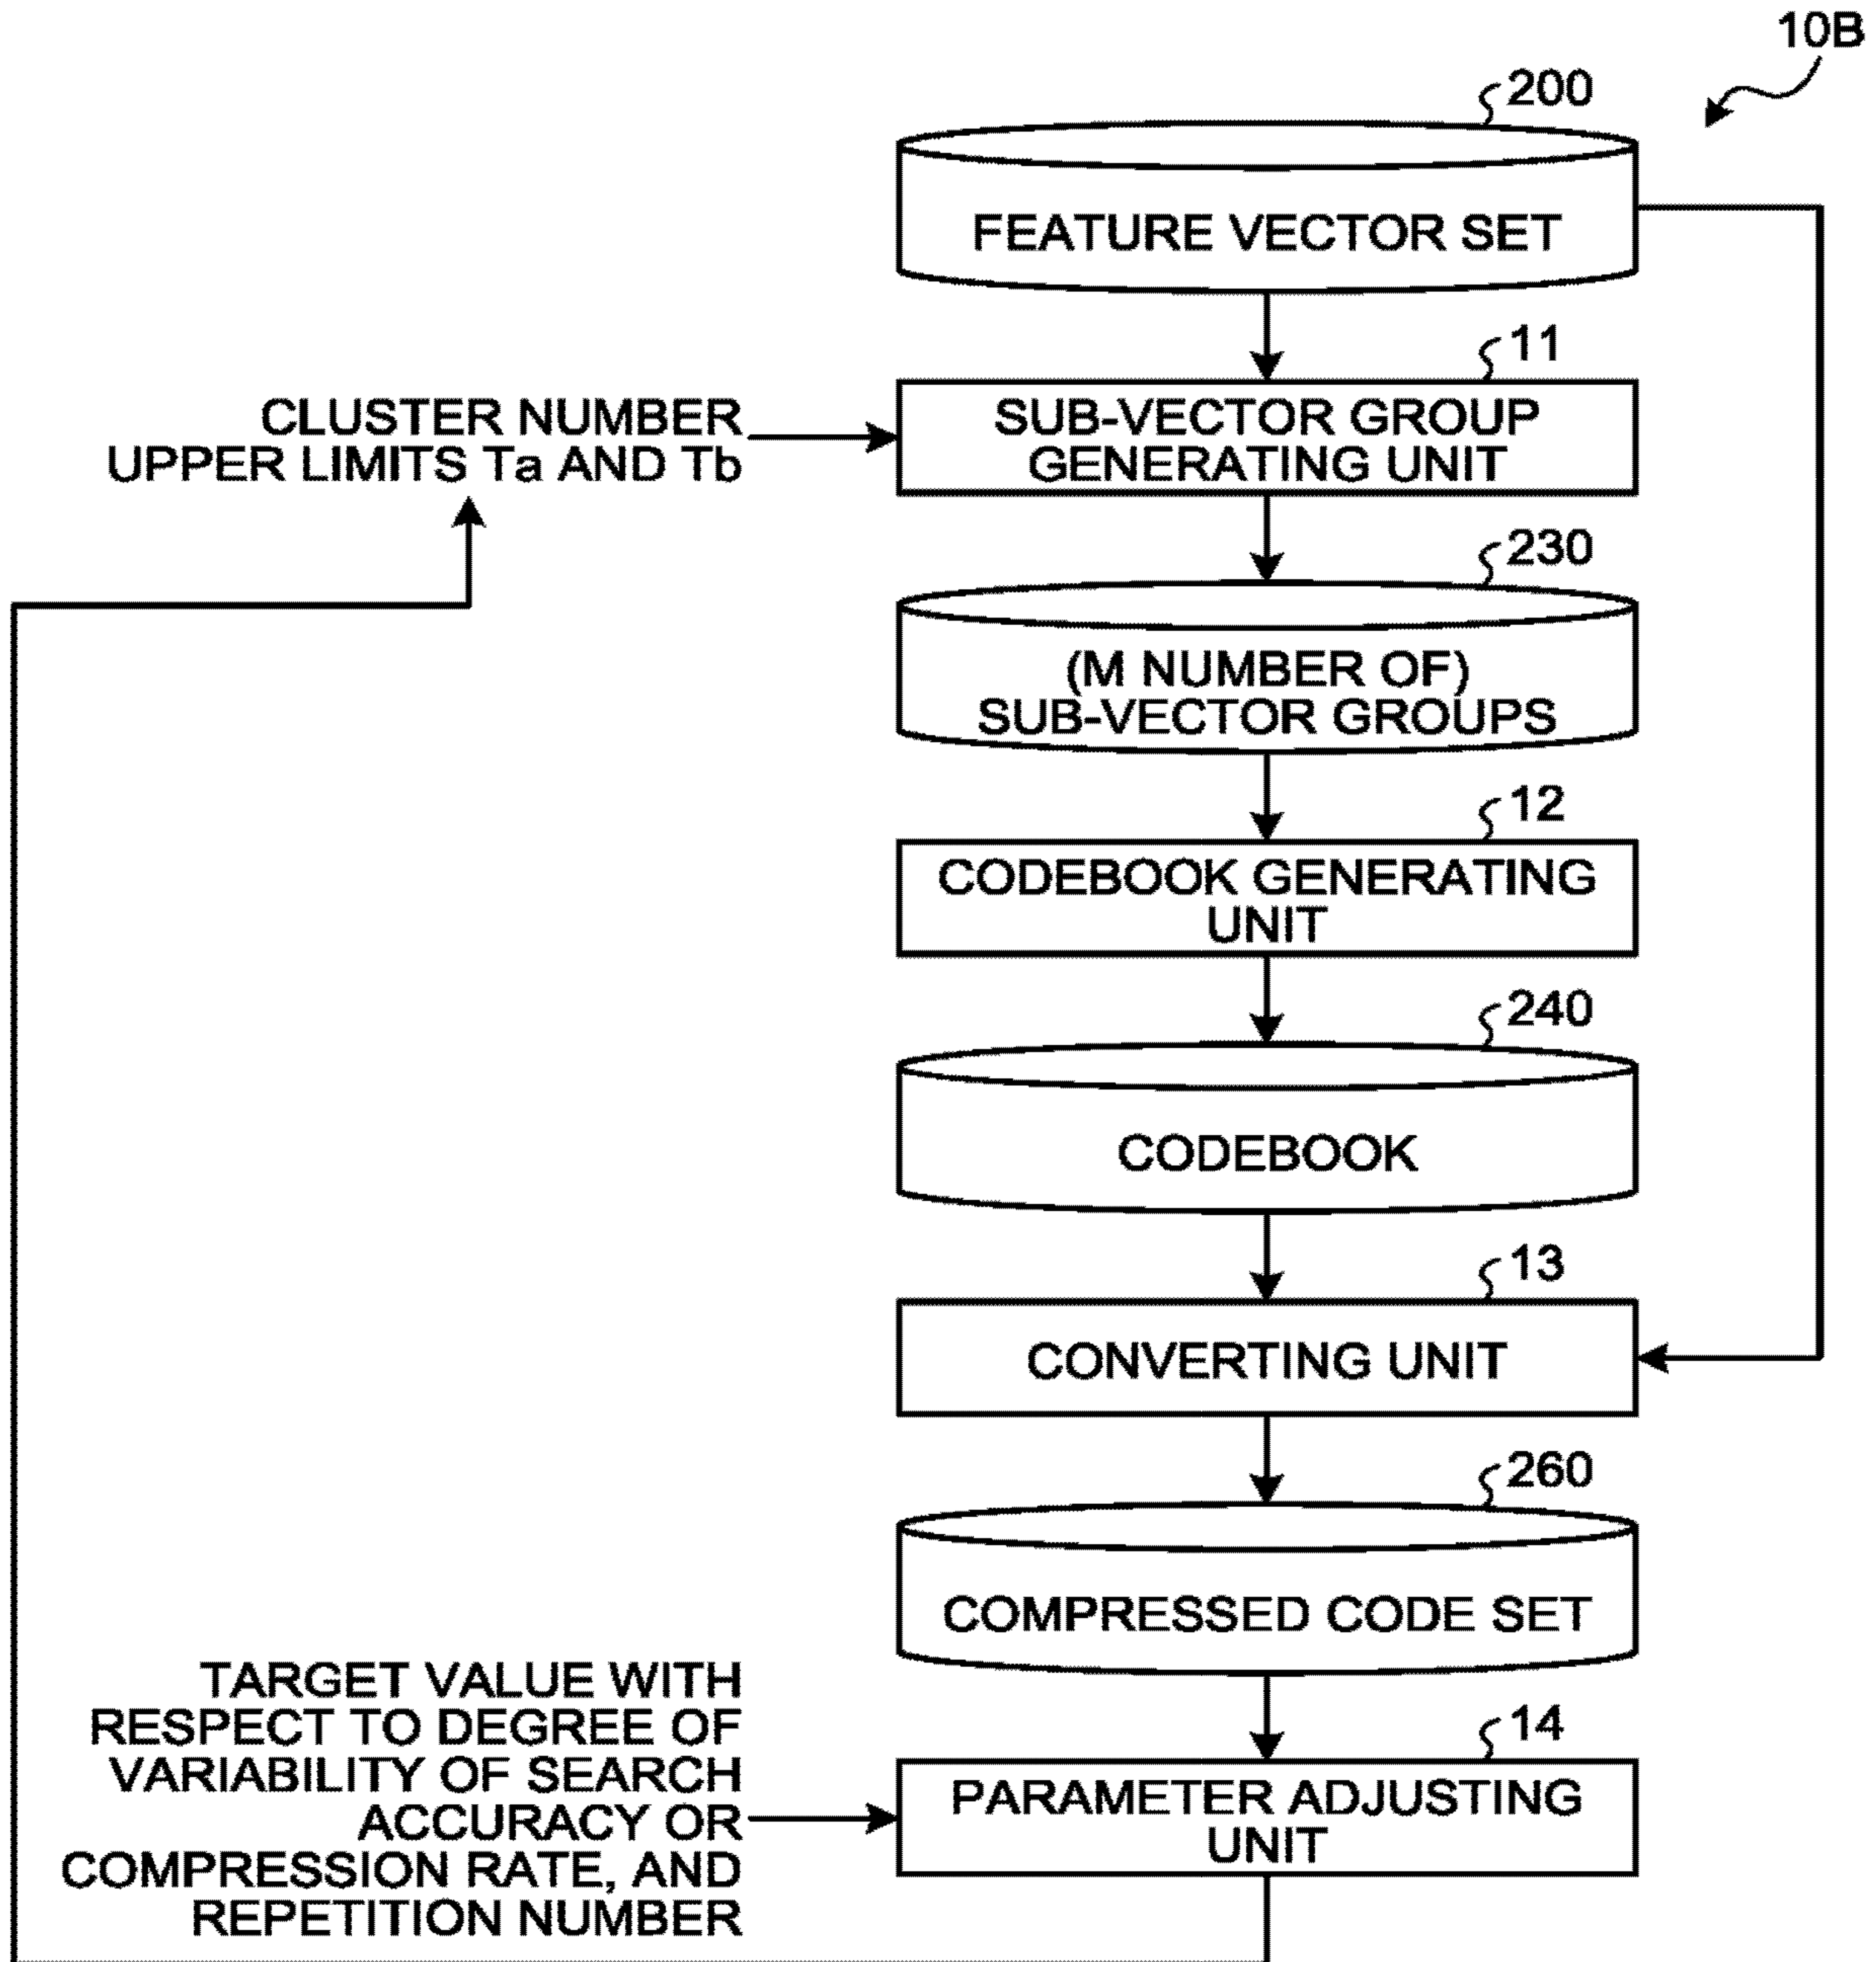 10B
200
FEATURE VECTOR SET
11
CLUSTER NUMBER
UPPER LIMITS Ta AND Tb
SUB-VECTOR GROUP
GENERATING UNIT
230
(M NUMBER OF)
SUB-VECTOR GROUPS
12
CODEBOOK GENERATING
UNIT
240
CODEBOOK
13
CONVERTING UNIT
260
COMPRESSED CODE SET
TARGET VALUE WITH
RESPECT TO DEGREE OF
VARIABILITY OF SEARCH
ACCURACY OR
COMPRESSION RATE, AND
REPETITION NUMBER
14
PARAMETER ADJUSTING
UNIT